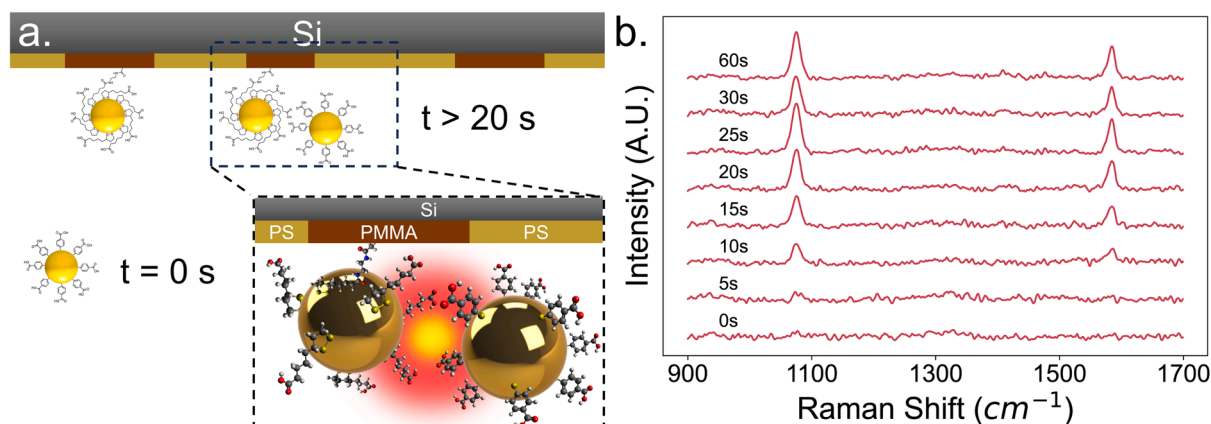 a.
Si
t > 20 s
t = 0 s
Si
PS PMMA PS
b.
Intensity (A.U.)
60s
30s
25s
20s
15s
10s
5s
0s
900 1100 1300 1500 1700
Raman Shift (cm⁻¹)